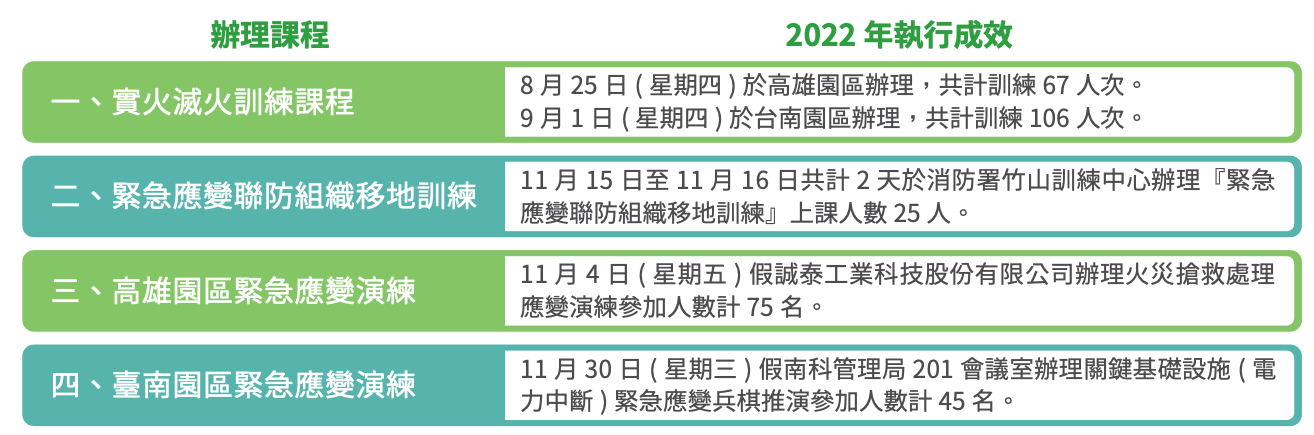 辦理課程
2022 年執行成效
一、實火滅火訓練課程
8 月 25 日 ( 星期四 ) 於高雄園區辦理，共計訓練 67 人次。
9 月 1 日 ( 星期四 ) 於台南園區辦理，共計訓練 106 人次。
二、緊急應變聯防組織移地訓練
11 月 15 日至 11 月 16 日共計 2 天於消防署竹山訓練中心辦理『緊急
應變聯防組織移地訓練』上課人數 25 人。
三、高雄園區緊急應變演練
11 月 4 日 ( 星期五 ) 假誠泰工業科技股份有限公司辦理火災搶救處理
應變演練參加人數計 75 名。
四、臺南園區緊急應變演練
11 月 30 日 ( 星期三 ) 假南科管理局 201 會議室辦理關鍵基礎設施 ( 電
力中斷 ) 緊急應變兵棋推演參加人數計 45 名。